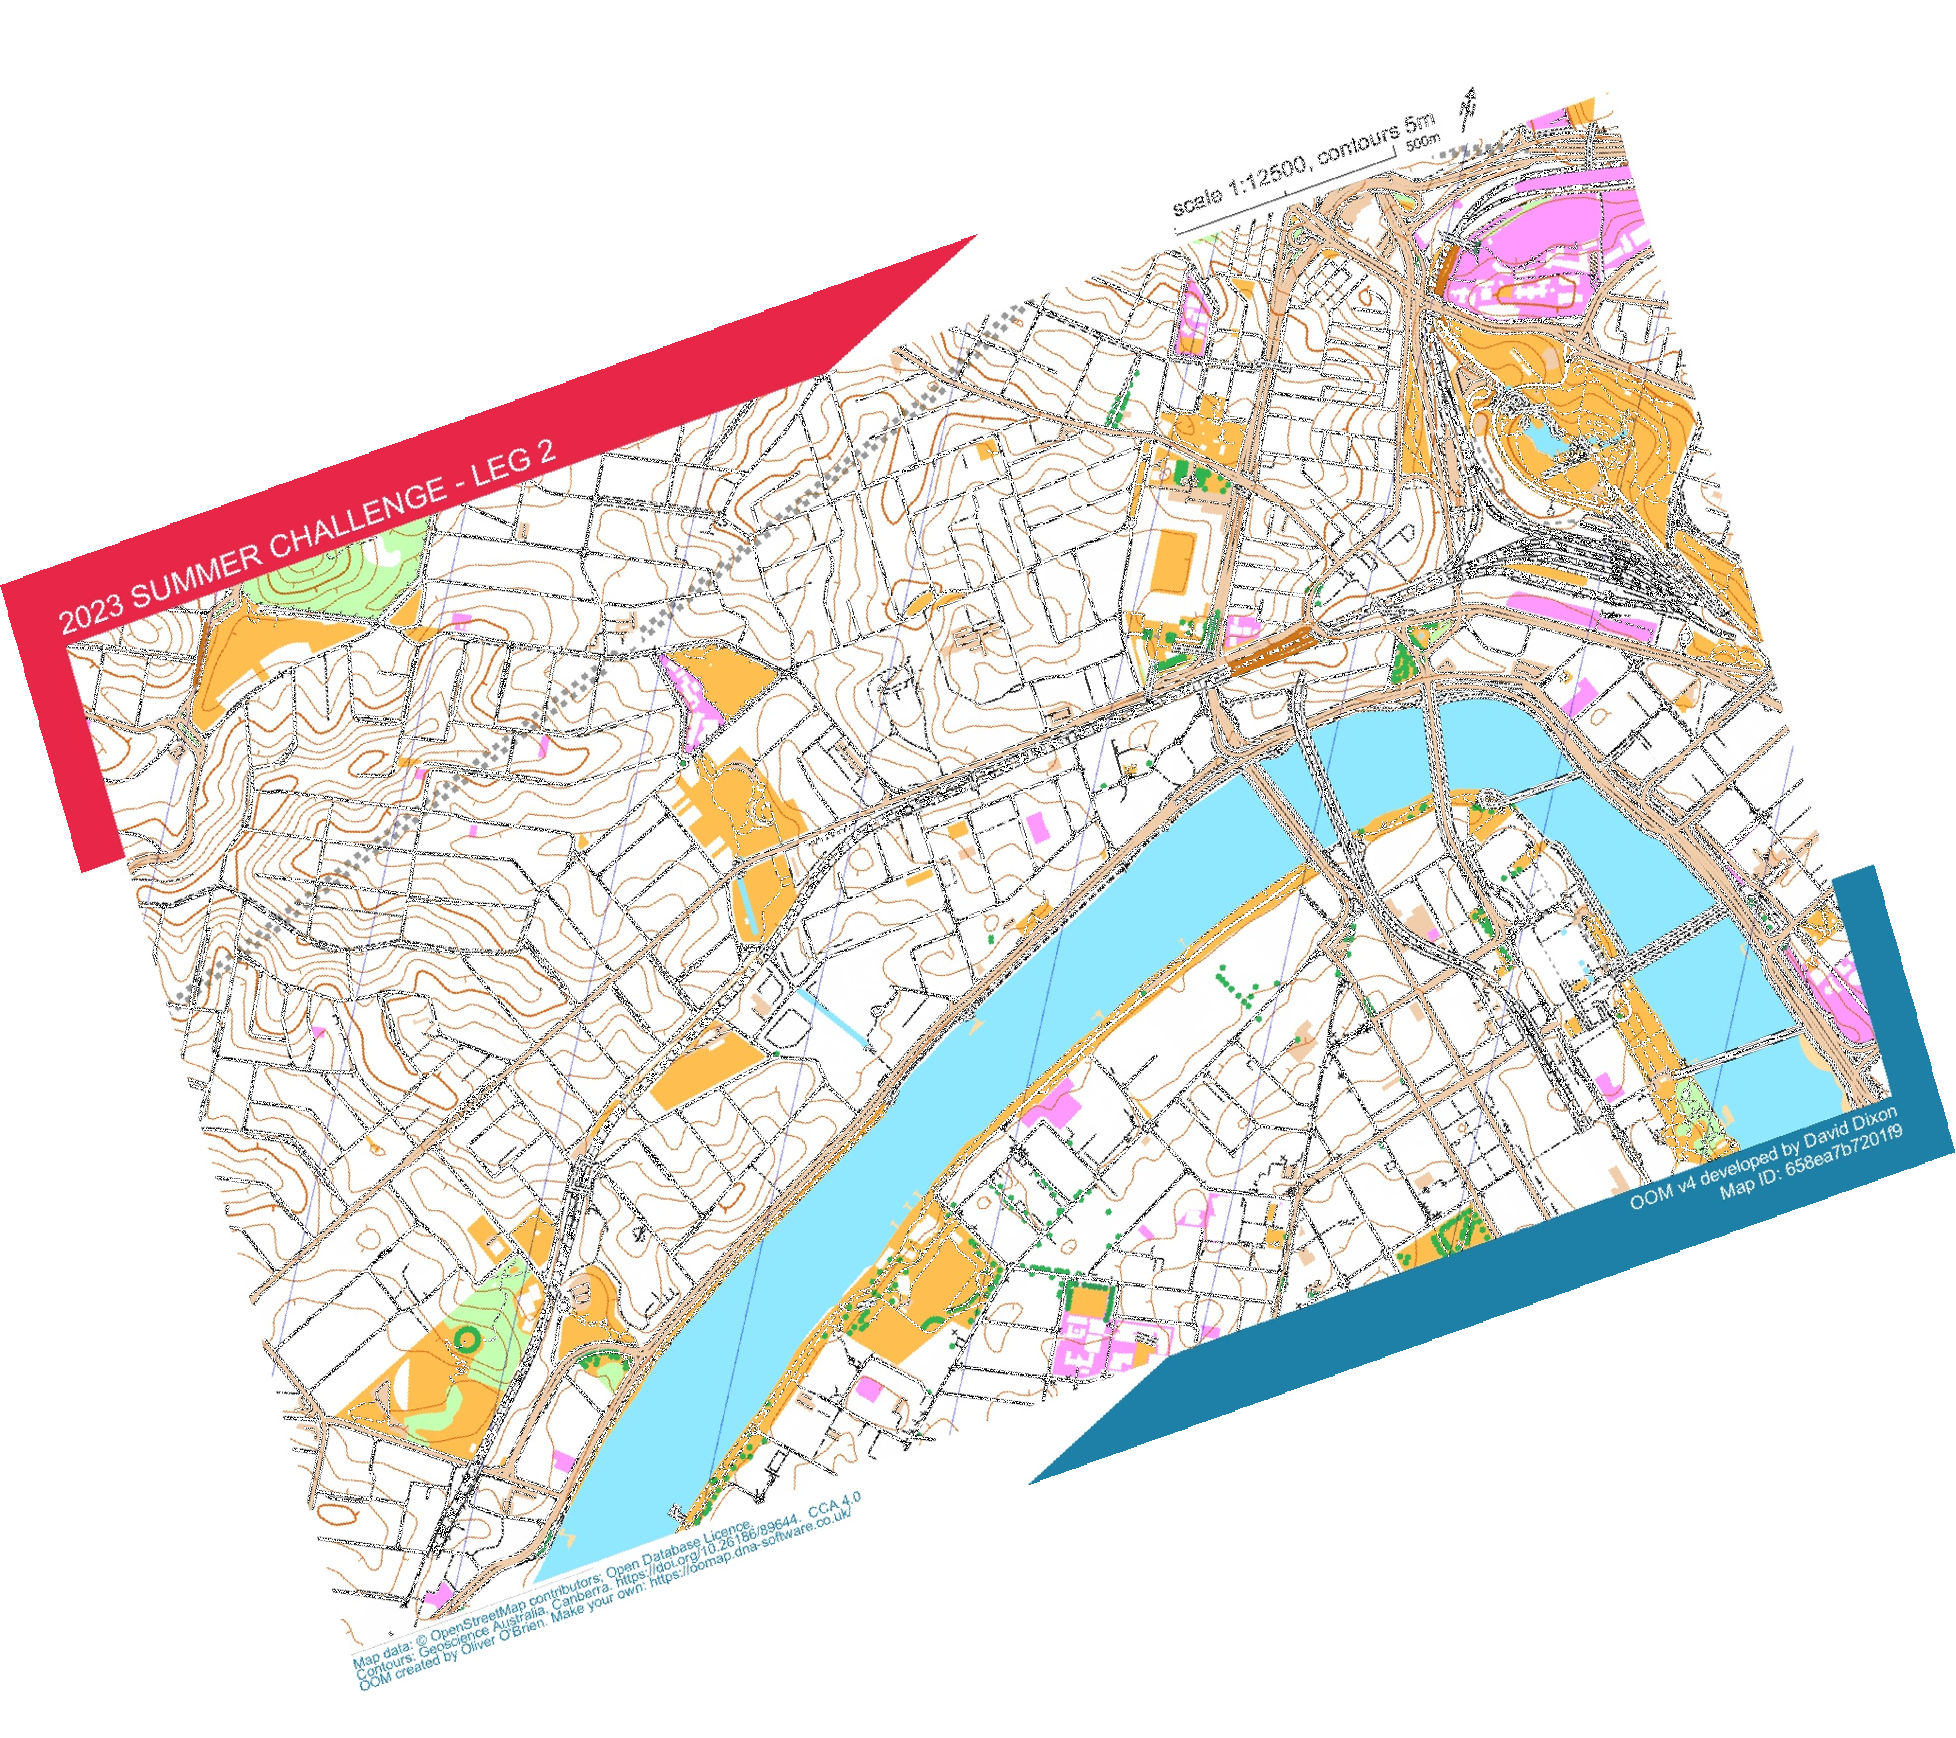 scale 1:12500, contours 5m
500m
2023 SUMMER CHALLENGE - LEG 2
OOM v4 developed by David Dixon
Map ID: 658ea7b7201f9
Map data: © OpenStreetMap contributors; Open Database Licence.
Contours: Geoscience Australia, Canberra. https://doi.org/10.26186/89644. CCA 4.0
OOM created by Oliver O'Brien. Make your own: https://oomap.dna-software.co.uk/